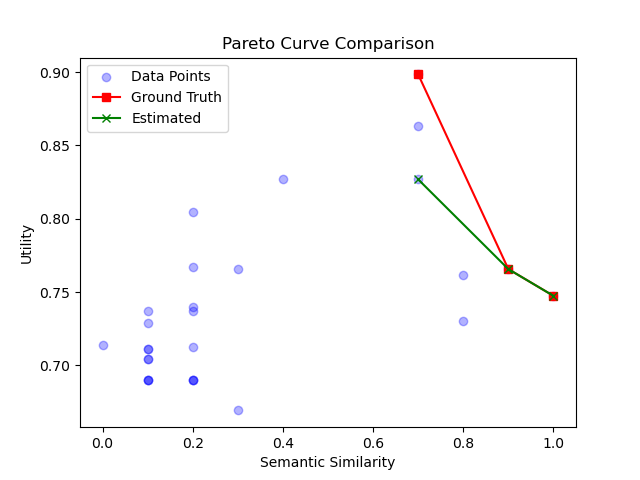 Pareto Curve Comparison
Data Points
Ground Truth
Estimated
0.90
0.85
0.80
0.75
0.70
Utility
0.0 0.2 0.4 0.6 0.8 1.0
Semantic Similarity